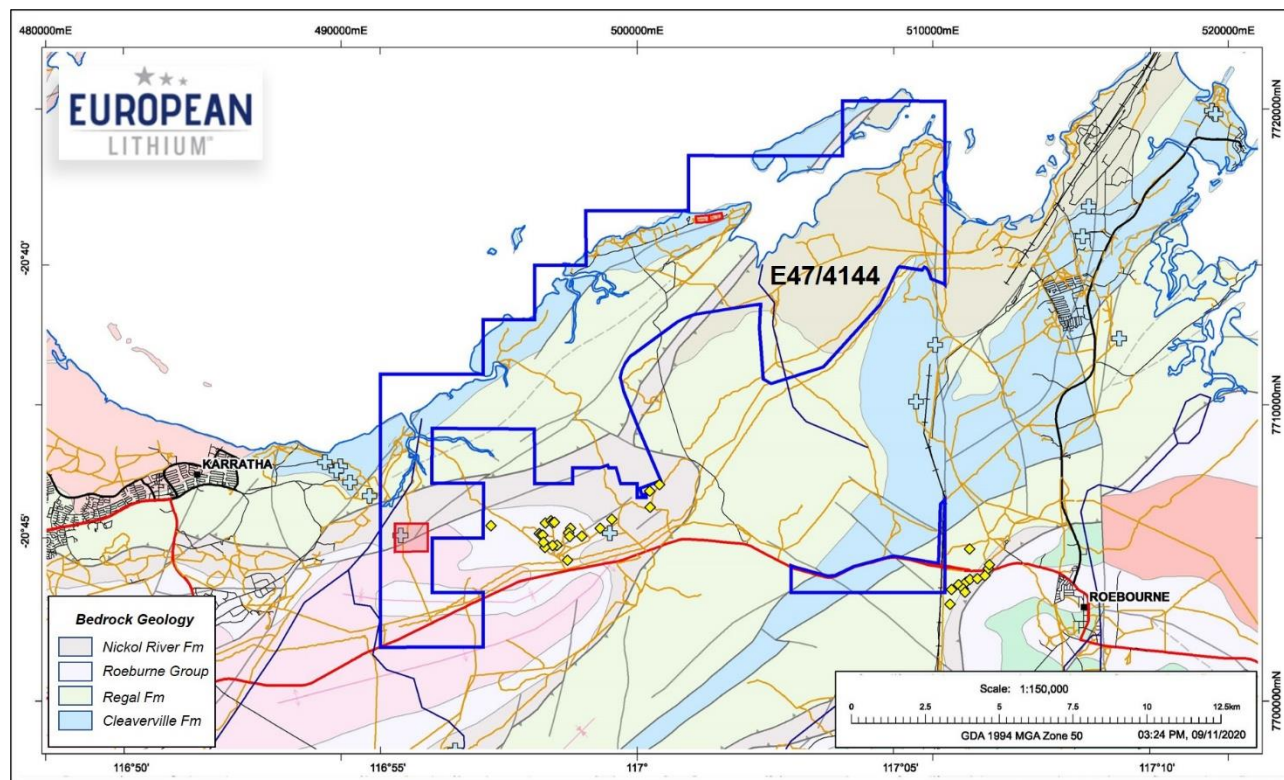 480000mE
490000mE
500000mE
510000mE
520000mE
EUROPEAN
LITHIUM
7720000mN
-20°40'
E47/4144
7710000mN
KARRATHA
-20°45'
ROEBOURNE
Bedrock Geology
Nickol River Fm
Roeburne Group
Regal Fm
Cleaverville Fm
Scale: 1:150,000
0 2.5 5 7.5 10 12.5km
GDA 1994 MGA Zone 50 03:24 PM, 09/11/2020
7700000mN
116°50'
116°55'
117°
117°05'
117°10'